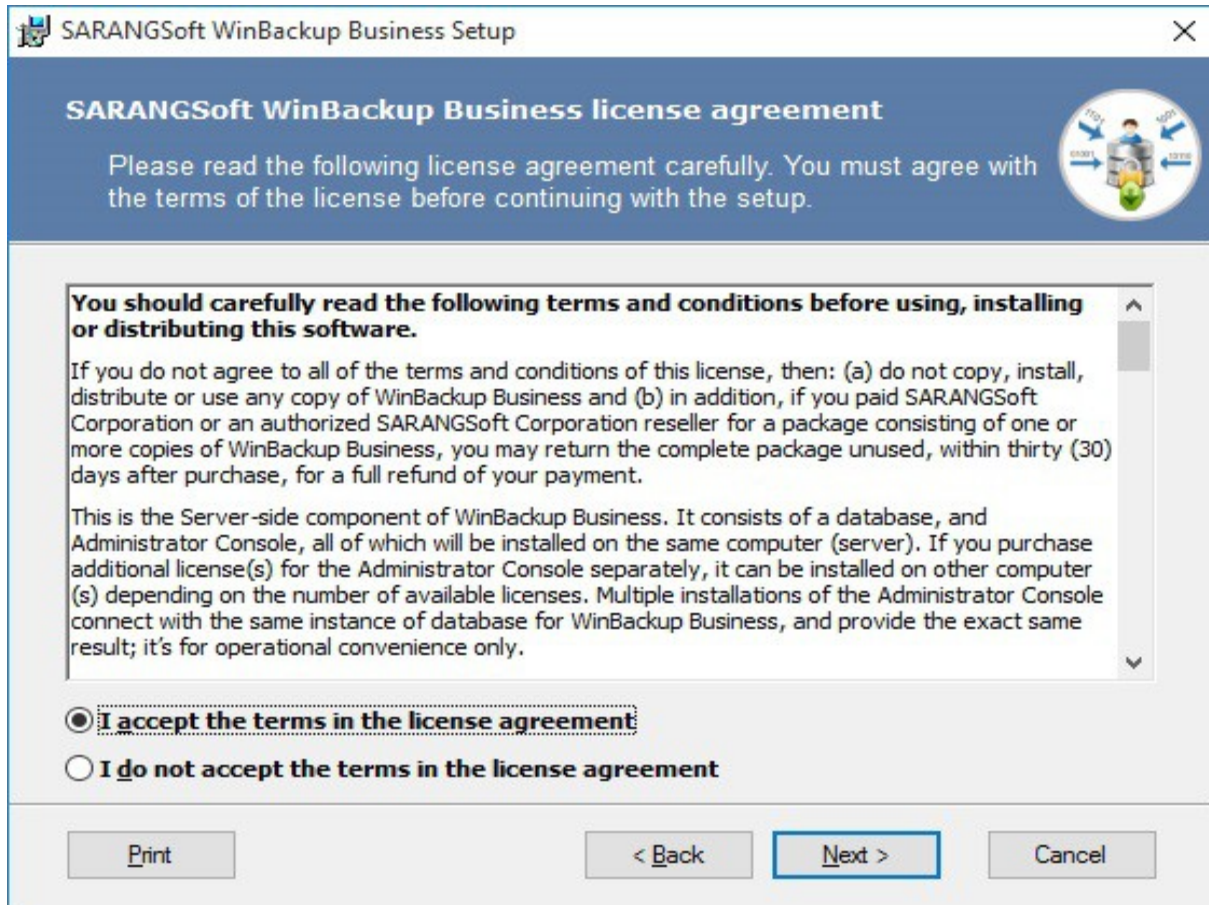 SARANGSoft WinBackup Business Setup
SARANGSoft WinBackup Business license agreement
Please read the following license agreement carefully. You must agree with
the terms of the license before continuing with the setup.
1101
1001
01001
10110
You should carefully read the following terms and conditions before using, installing
or distributing this software.
If you do not agree to all of the terms and conditions of this license, then: (a) do not copy, install,
distribute or use any copy of WinBackup Business and (b) in addition, if you paid SARANGSoft
Corporation or an authorized SARANGSoft Corporation reseller for a package consisting of one or
more copies of WinBackup Business, you may return the complete package unused, within thirty (30)
days after purchase, for a full refund of your payment.
This is the Server-side component of WinBackup Business. It consists of a database, and
Administrator Console, all of which will be installed on the same computer (server). If you purchase
additional license(s) for the Administrator Console separately, it can be installed on other computer
(s) depending on the number of available licenses. Multiple installations of the Administrator Console
connect with the same instance of database for WinBackup Business, and provide the exact same
result; it's for operational convenience only.
I accept the terms in the license agreement
I do not accept the terms in the license agreement
Print
< Back
Next >
Cancel